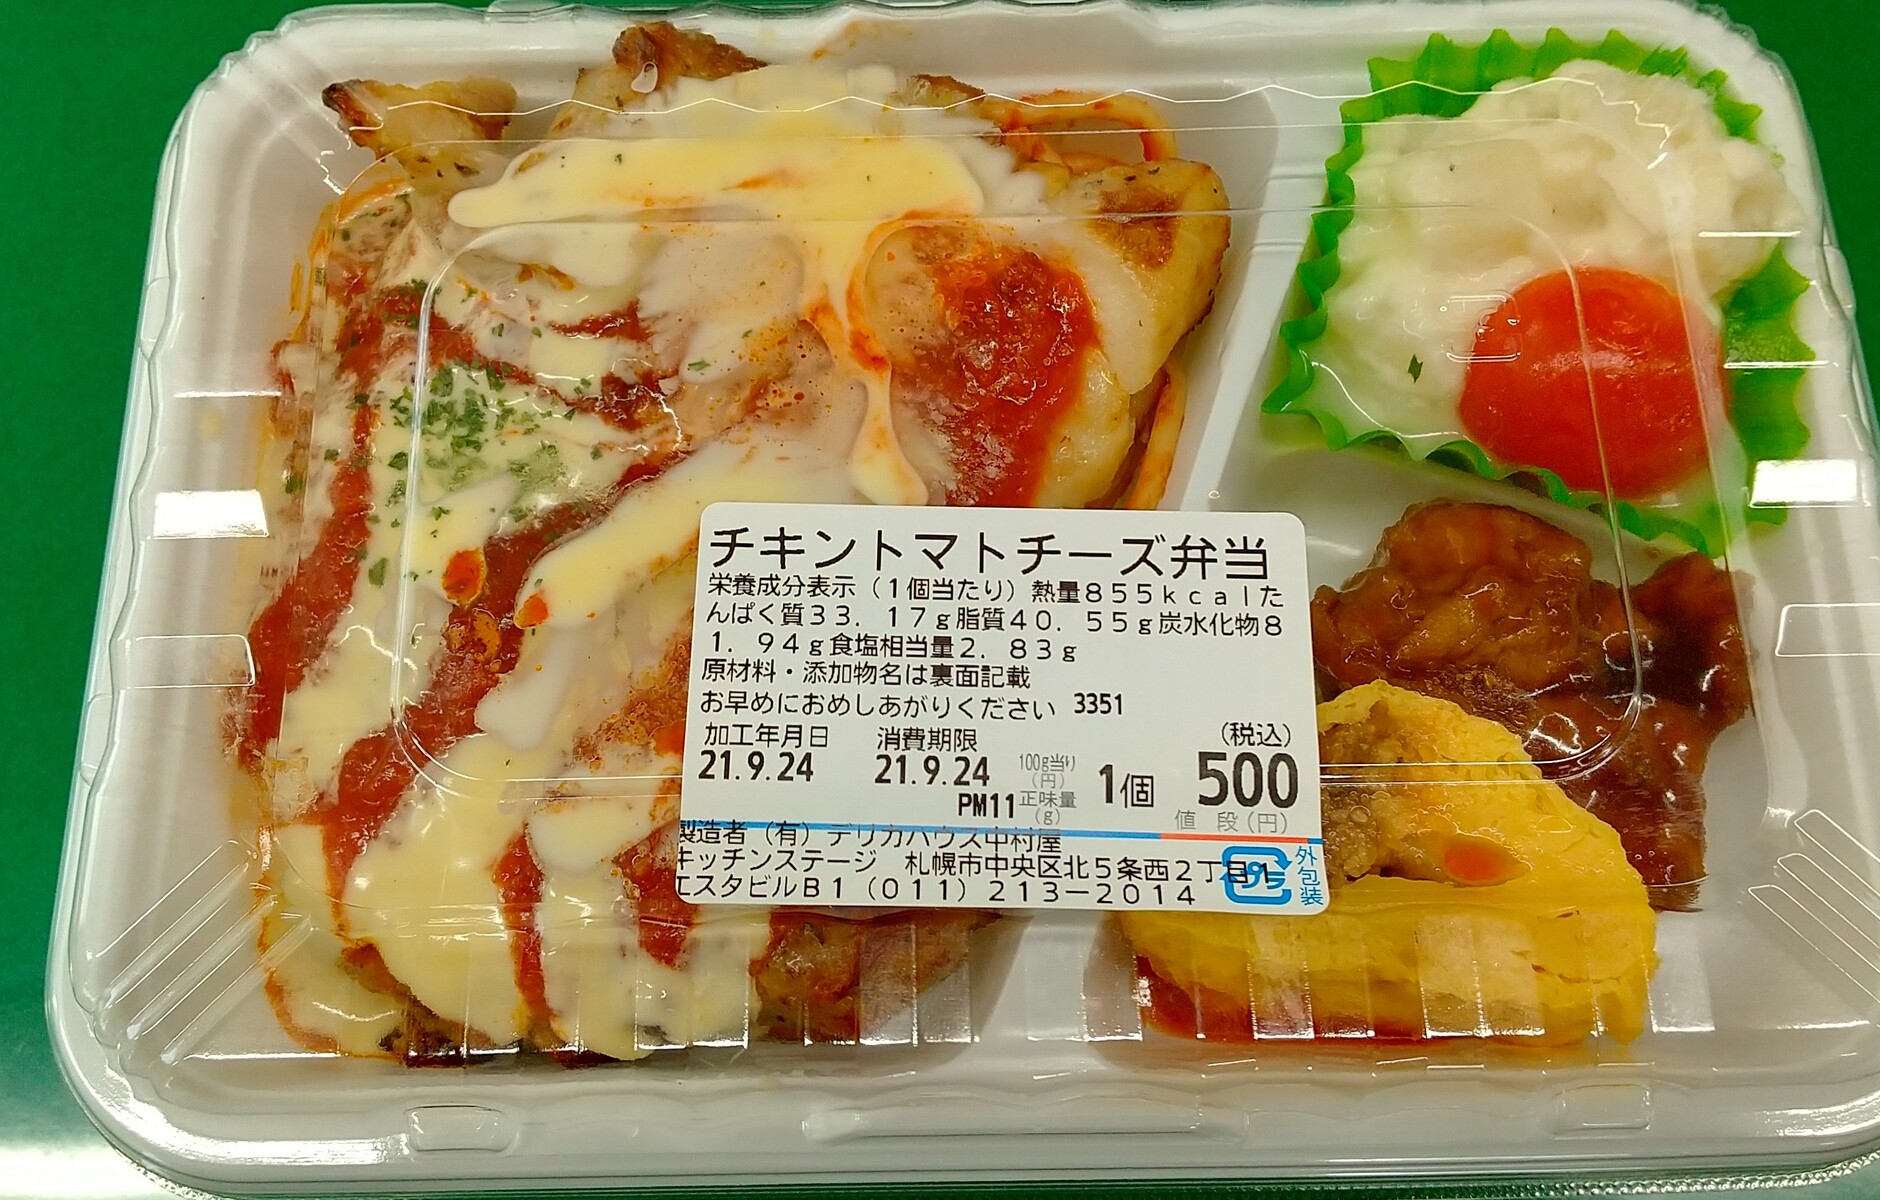 チキントマトチーズ弁当
栄養成分表示（１個当たり）熱量８５５ｋｃａｌた
んぱく質３３．１７ｇ脂質４０．５５ｇ炭水化物８
１．９４ｇ食塩相当量２．８３ｇ
原材料・添加物名は裏面記載
お早めにおめしあがりください 3351
加工年月日 消費期限 100g当り(円) (税込)
21.9.24 21.9.24 1個 500
PM11 正味量(g) 値段(円)
製造者（有）デリカハウス中村屋
キッチンステージ 札幌市中央区北５条西２丁目１
エスタビルＢ１（０１１）２１３－２０１４
プラ 外包装